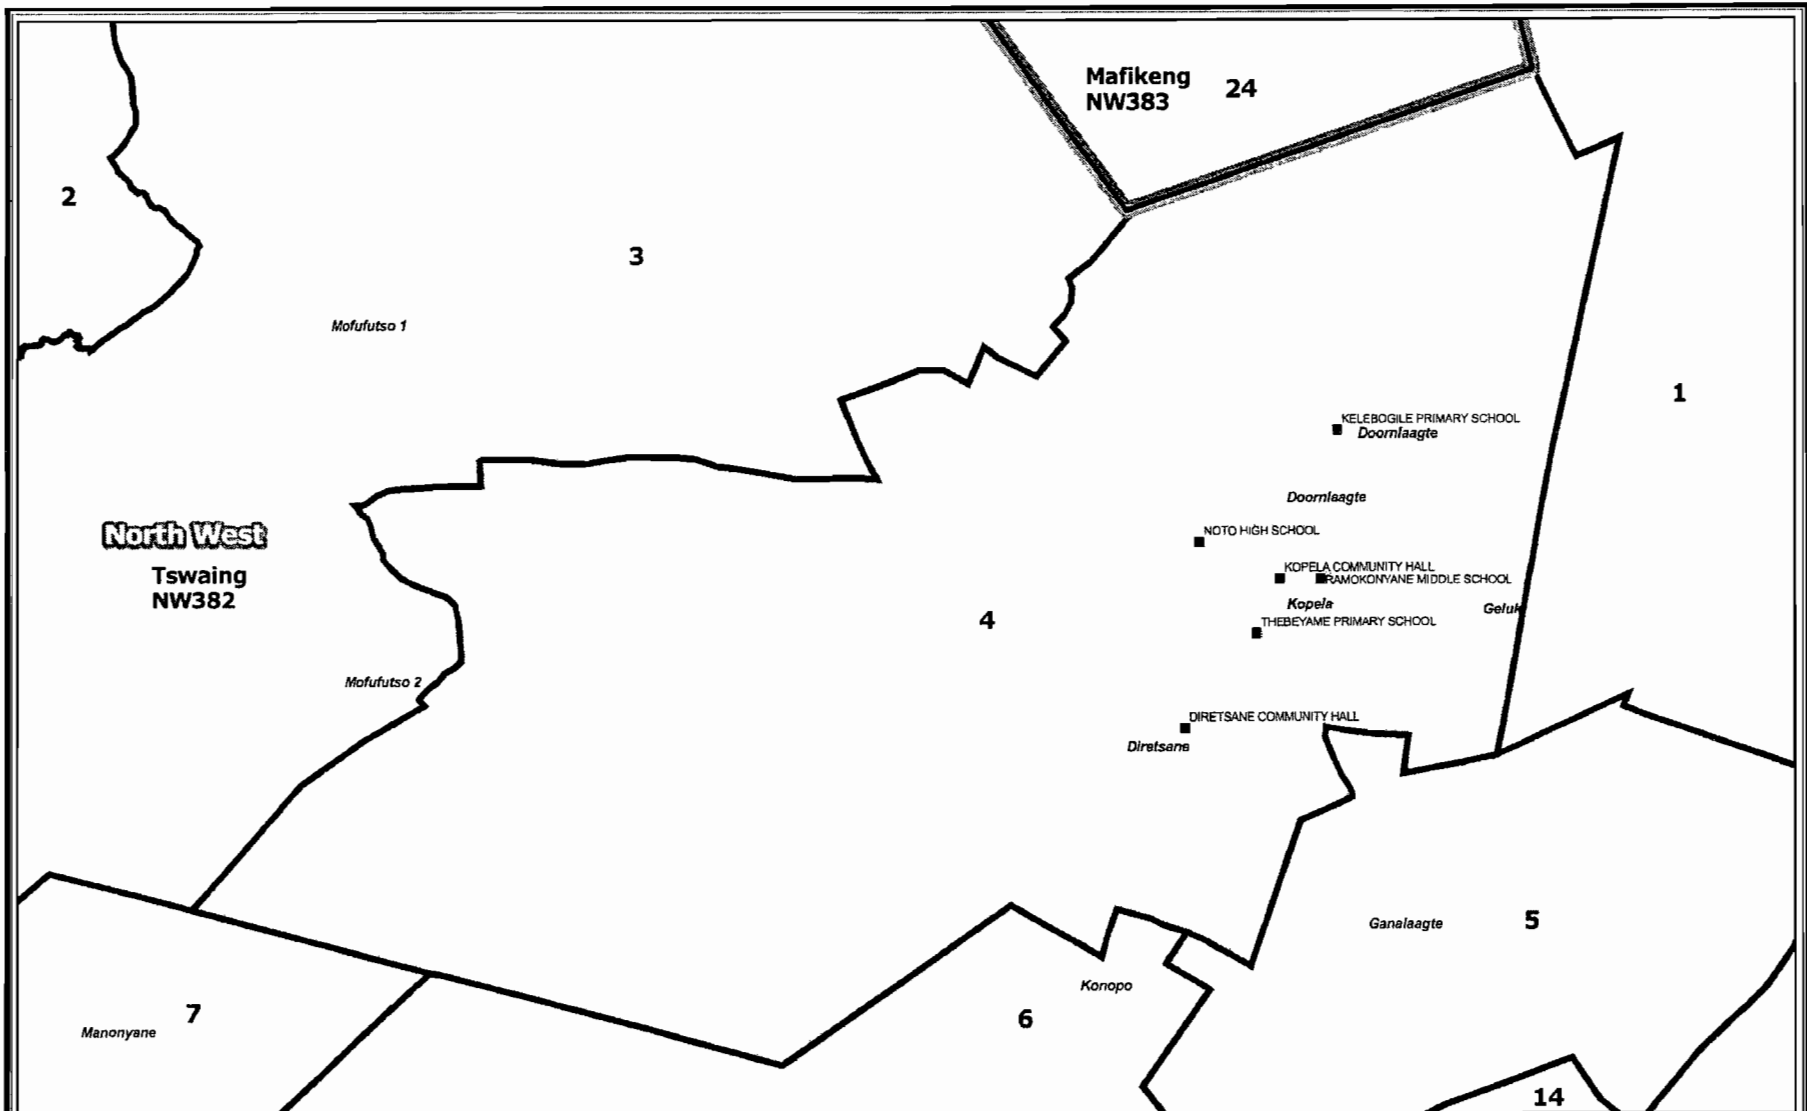 Mafikeng
NW383
24
2
3
Mofufutso 1
1
KELEBOGILE PRIMARY SCHOOL
Doornlaagte
Doornlaagte
North West
NOTO HIGH SCHOOL
Tswaing
NW382
KOPELA COMMUNITY HALL
RAMOKONYANE MIDDLE SCHOOL
Kopela
Geluk
4
THEBEYAME PRIMARY SCHOOL
Mofufutso 2
DIRETSANE COMMUNITY HALL
Diretsane
Ganalaagte
5
Konopo
7
6
Manonyane
14